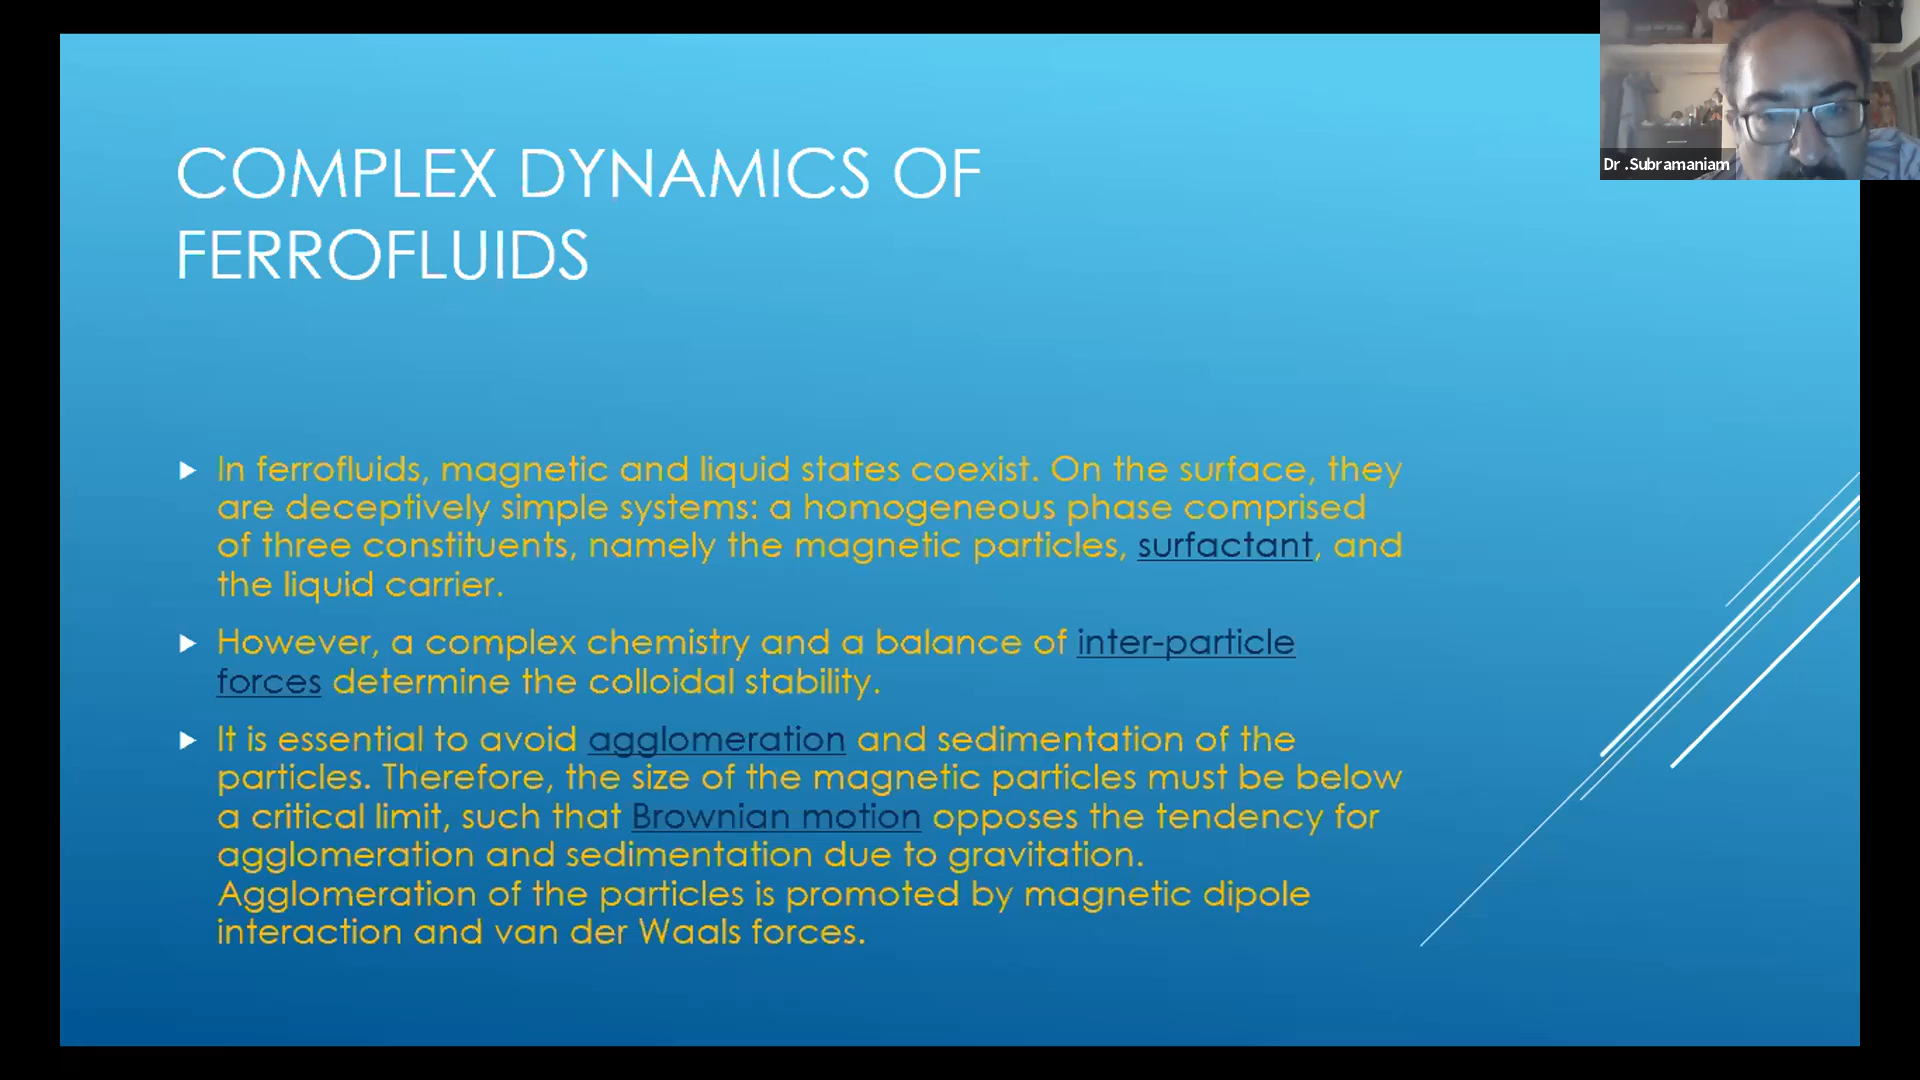 COMPLEX DYNAMICS OF
FERROFLUIDS
In ferrofluids, magnetic and liquid states coexist. On the surface, they
are deceptively simple systems: a homogeneous phase comprised
of three constituents, namely the magnetic particles, surfactant, and
the liquid carrier.
However, a complex chemistry and a balance of inter-particle
forces determine the colloidal stability.
It is essential to avoid agglomeration and sedimentation of the
particles. Therefore, the size of the magnetic particles must be below
a critical limit, such that Brownian motion opposes the tendency for
agglomeration and sedimentation due to gravitation.
Agglomeration of the particles is promoted by magnetic dipole
interaction and van der Waals forces.
Dr .Subramaniam